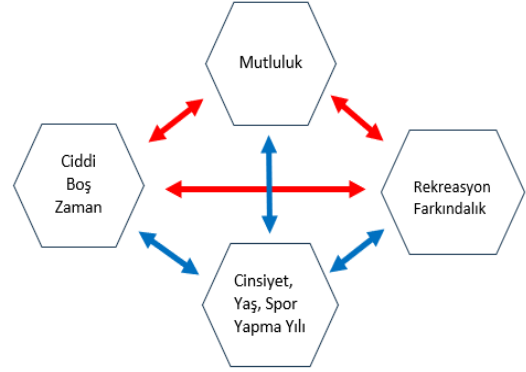 Mutluluk
Ciddi
Boş
Zaman
Rekreasyon
Farkındalık
Cinsiyet,
Yaş, Spor
Yapma Yılı